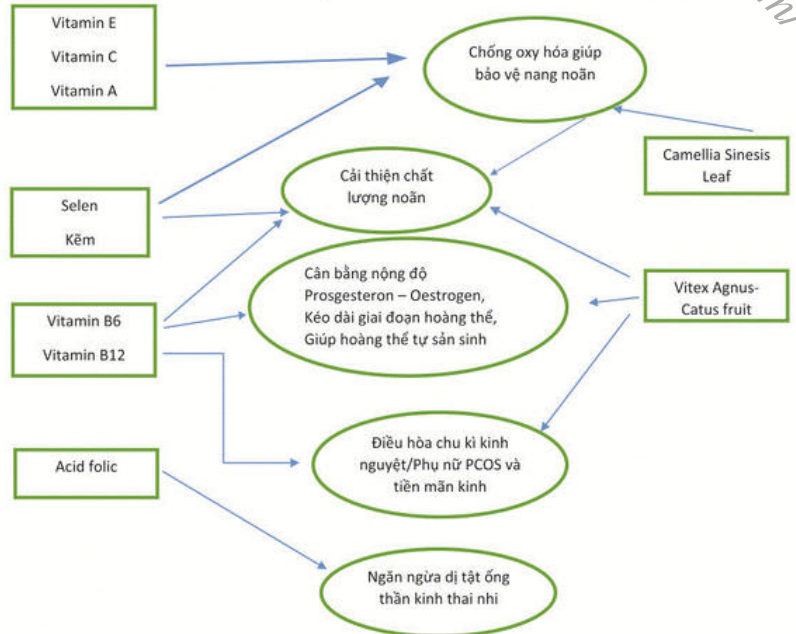 Vitamin E
Vitamin C
Vitamin A
Chống oxy hóa giúp
bảo vệ nang noãn
Camellia Sinesis
Leaf
Cải thiện chất
lượng noãn
Selen
Kẽm
Cân bằng nộng độ
Prosgesteron – Oestrogen,
Kéo dài giai đoạn hoàng thể,
Giúp hoàng thể tự sản sinh
Vitex Agnus-
Catus fruit
Vitamin B6
Vitamin B12
Điều hòa chu kì kinh
nguyệt/Phụ nữ PCOS và
tiền mãn kinh
Acid folic
Ngăn ngừa dị tật ống
thần kinh thai nhi